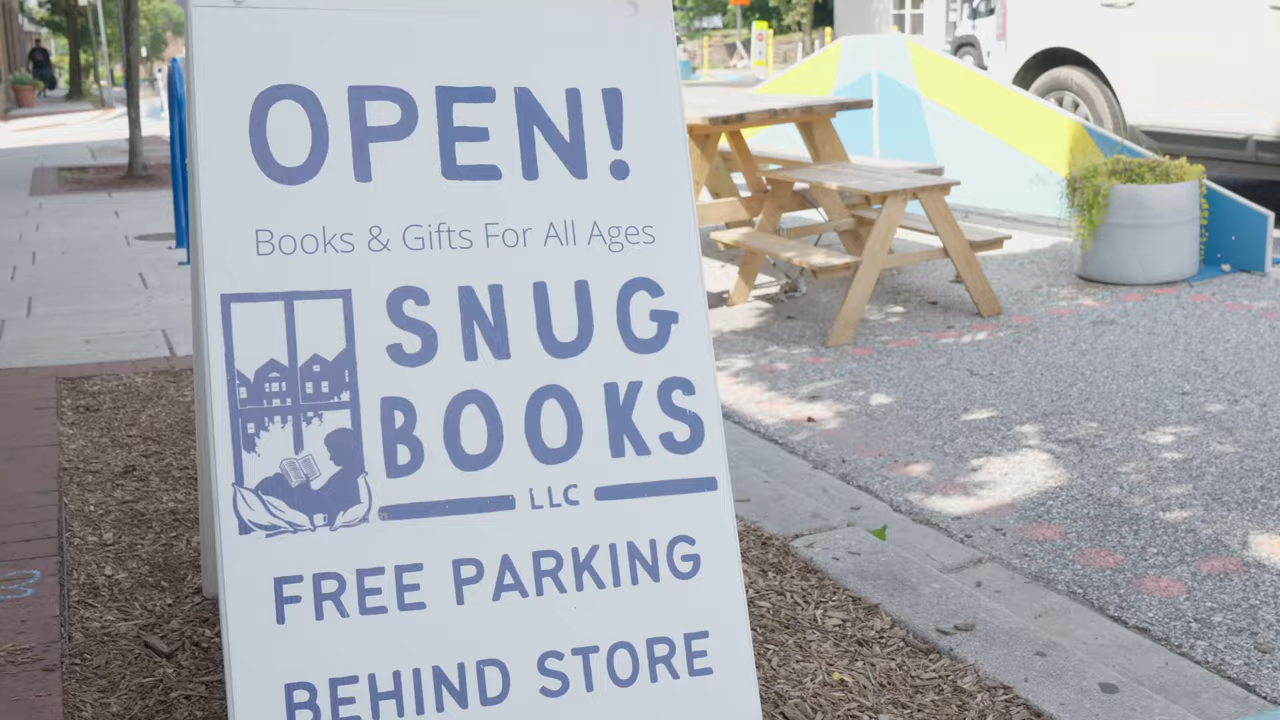 OPEN!
Books & Gifts For All Ages
SNUG
BOOKS
LLC
FREE PARKING
BEHIND STORE